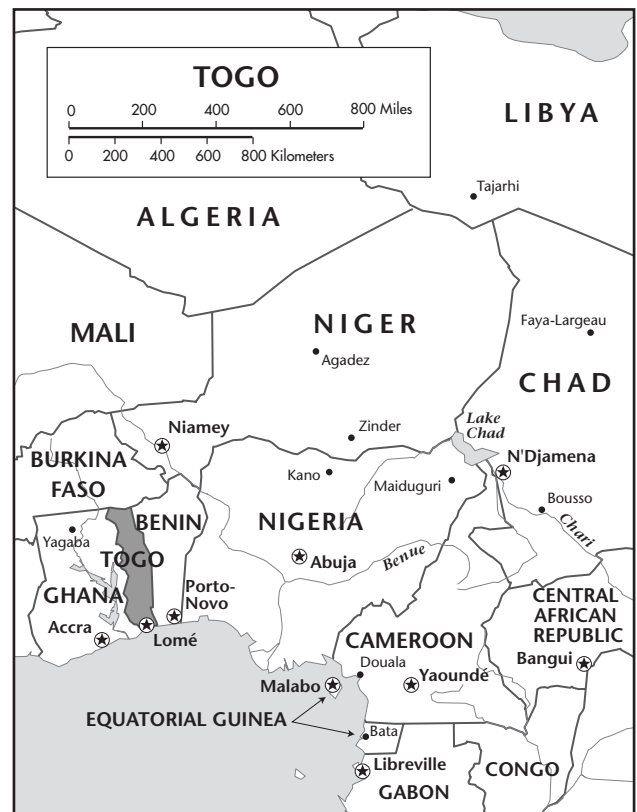 TOGO
0 200 400 600 800 Miles
0 200 400 600 800 Kilometers
LIBYA
Tajarhi
ALGERIA
MALI
NIGER
Agadez
Faya-Largeau
CHAD
Niamey
Zinder
Lake
Chad
N'Djamena
BURKINA
FASO
Kano
Maiduguri
Bousso
Chari
Yagaba
BENIN
NIGERIA
TOGO
Abuja
Benue
GHANA
Porto-
Novo
CENTRAL
AFRICAN
REPUBLIC
Accra
Lomé
CAMEROON
Bangui
Douala
Malabo
Yaoundé
EQUATORIAL GUINEA
Bata
Libreville
GABON
CONGO